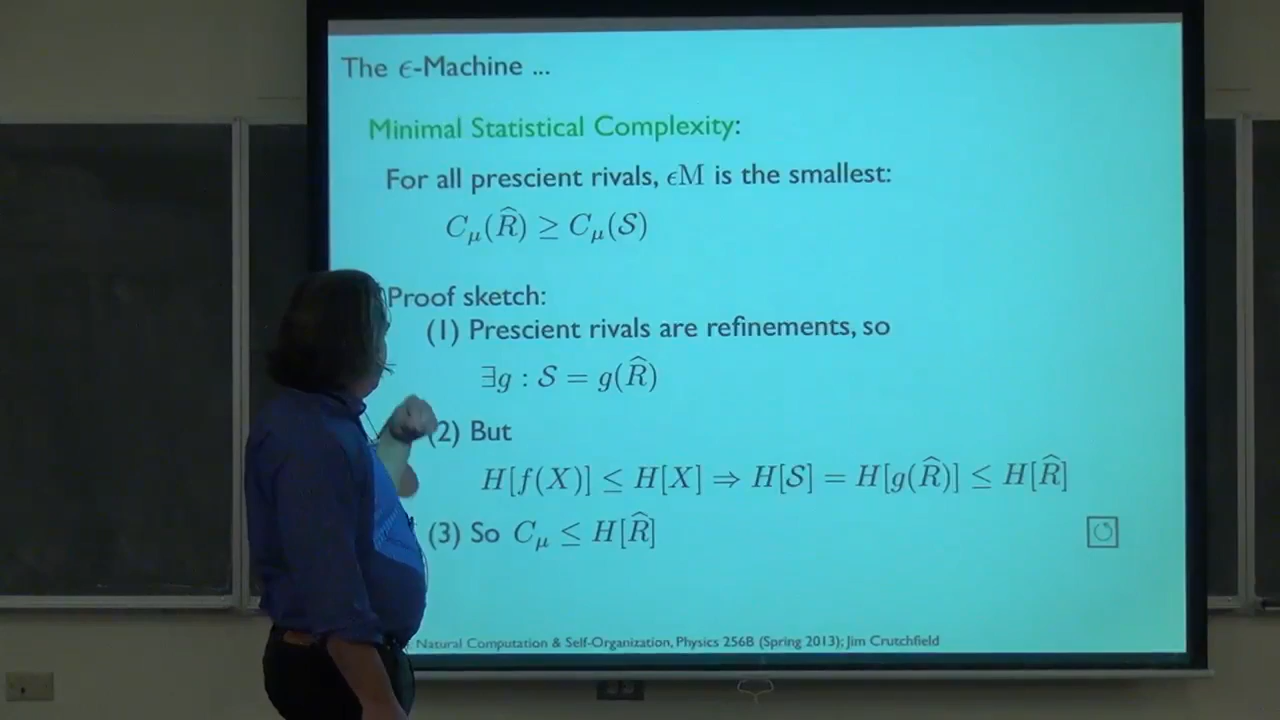 The ϵ-Machine ...
Minimal Statistical Complexity:
For all prescient rivals, ϵM is the smallest:
C_μ(R̂) ≥ C_μ(𝒮)
Proof sketch:
(1) Prescient rivals are refinements, so
∃g : 𝒮 = g(R̂)
(2) But
H[f(X)] ≤ H[X] ⇒ H[𝒮] = H[g(R̂)] ≤ H[R̂]
(3) So C_μ ≤ H[R̂]
Natural Computation & Self-Organization, Physics 256B (Spring 2013); Jim Crutchfield